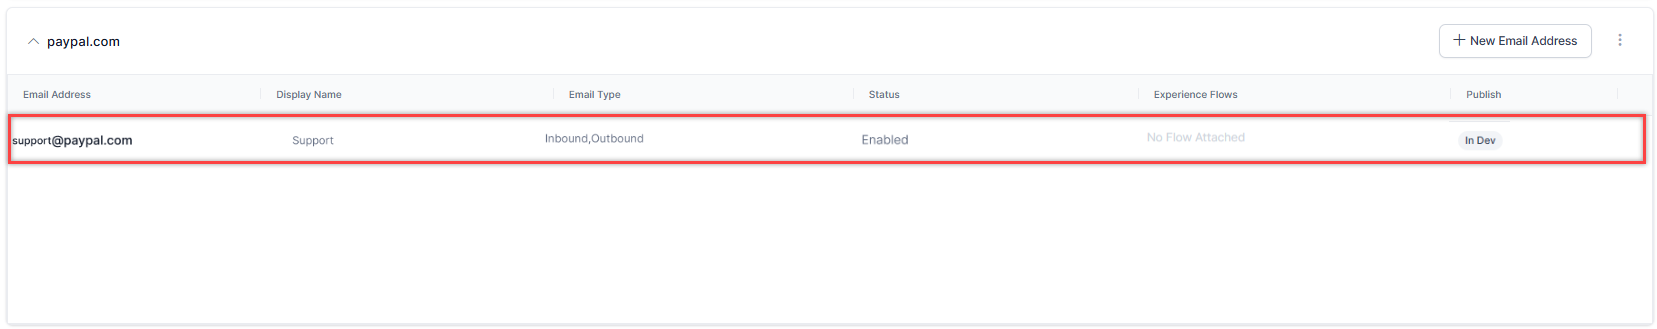 paypal.com
New Email Address
Email Address Display Name Email Type Status Experience Flows Publish
support@paypal.com Support Inbound,Outbound Enabled No Flow Attached In Dev